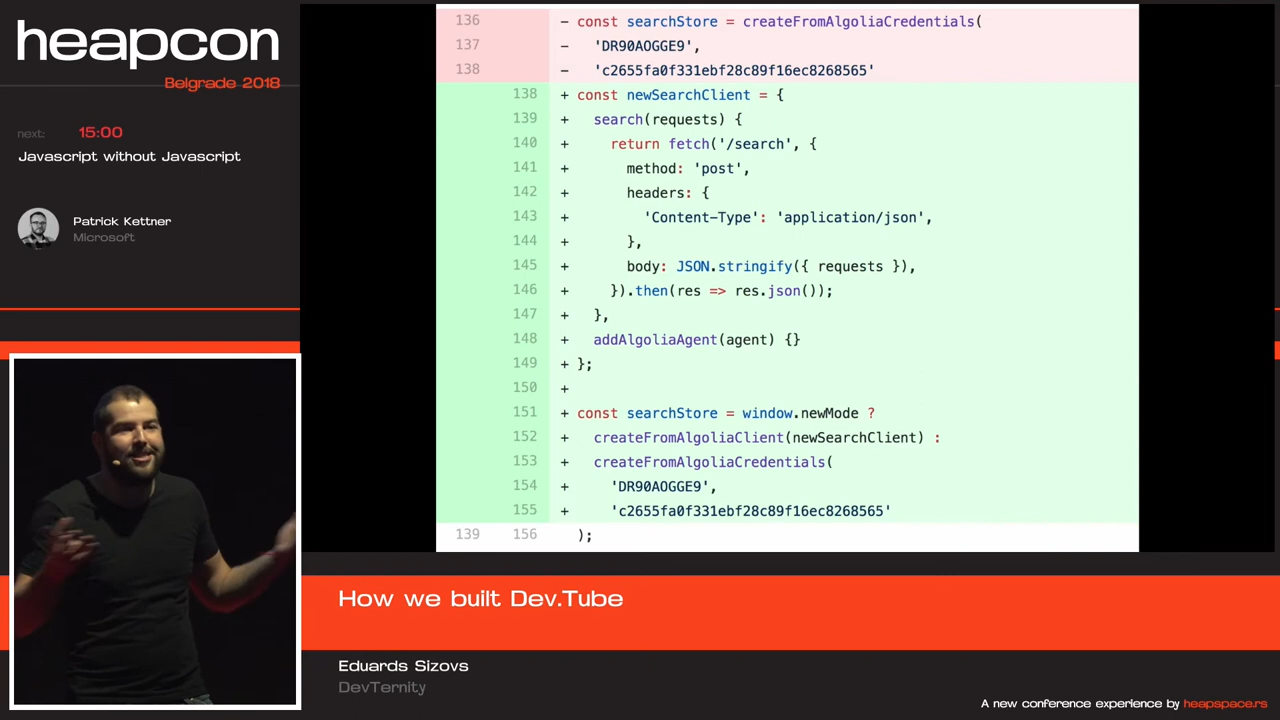 heapcon
Belgrade 2018
next: 15:00
Javascript without Javascript
Patrick Kettner
Microsoft
136 - const searchStore = createFromAlgoliaCredentials(
137 - 'DR90AOGGE9',
138 - 'c2655fa0f331ebf28c89f16ec8268565'
138 + const newSearchClient = {
139 + search(requests) {
140 + return fetch('/search', {
141 + method: 'post',
142 + headers: {
143 + 'Content-Type': 'application/json',
144 + },
145 + body: JSON.stringify({ requests }),
146 + }).then(res => res.json());
147 + },
148 + addAlgoliaAgent(agent) {}
149 + };
150 +
151 + const searchStore = window.newMode ?
152 + createFromAlgoliaClient(newSearchClient) :
153 + createFromAlgoliaCredentials(
154 + 'DR90AOGGE9',
155 + 'c2655fa0f331ebf28c89f16ec8268565'
139 156 );
How we built Dev.Tube
Eduards Sizovs
DevTernity
A new conference experience by heapspace.rs